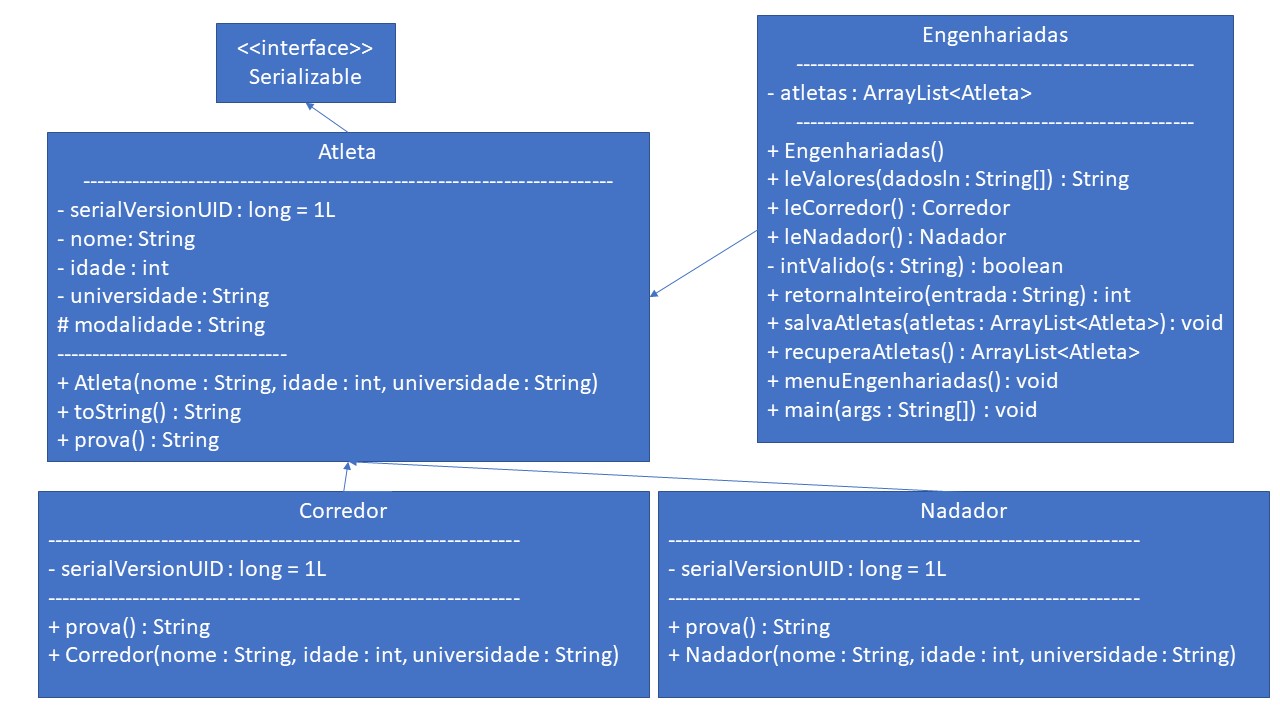 <<interface>>
Serializable
Atleta
---------------------------------------------------------------------------
- serialVersionUID : long = 1L
- nome: String
- idade : int
- universidade : String
# modalidade : String
---------------------------------
+ Atleta(nome : String, idade : int, universidade : String)
+ toString() : String
+ prova() : String
Engenhariadas
---------------------------------------------------------
- atletas : ArrayList<Atleta>
---------------------------------------------------------
+ Engenhariadas()
+ leValores(dadosIn : String[]) : String
+ leCorredor() : Corredor
+ leNadador() : Nadador
- intValido(s : String) : boolean
+ retornaInteiro(entrada : String) : int
+ salvaAtletas(atletas : ArrayList<Atleta>) : void
+ recuperaAtletas() : ArrayList<Atleta>
+ menuEngenhariadas() : void
+ main(args : String[]) : void
Corredor
-------------------------------------------------------------------
- serialVersionUID : long = 1L
-------------------------------------------------------------------
+ prova() : String
+ Corredor(nome : String, idade : int, universidade : String)
Nadador
-------------------------------------------------------------------
- serialVersionUID : long = 1L
-------------------------------------------------------------------
+ prova() : String
+ Nadador(nome : String, idade : int, universidade : String)